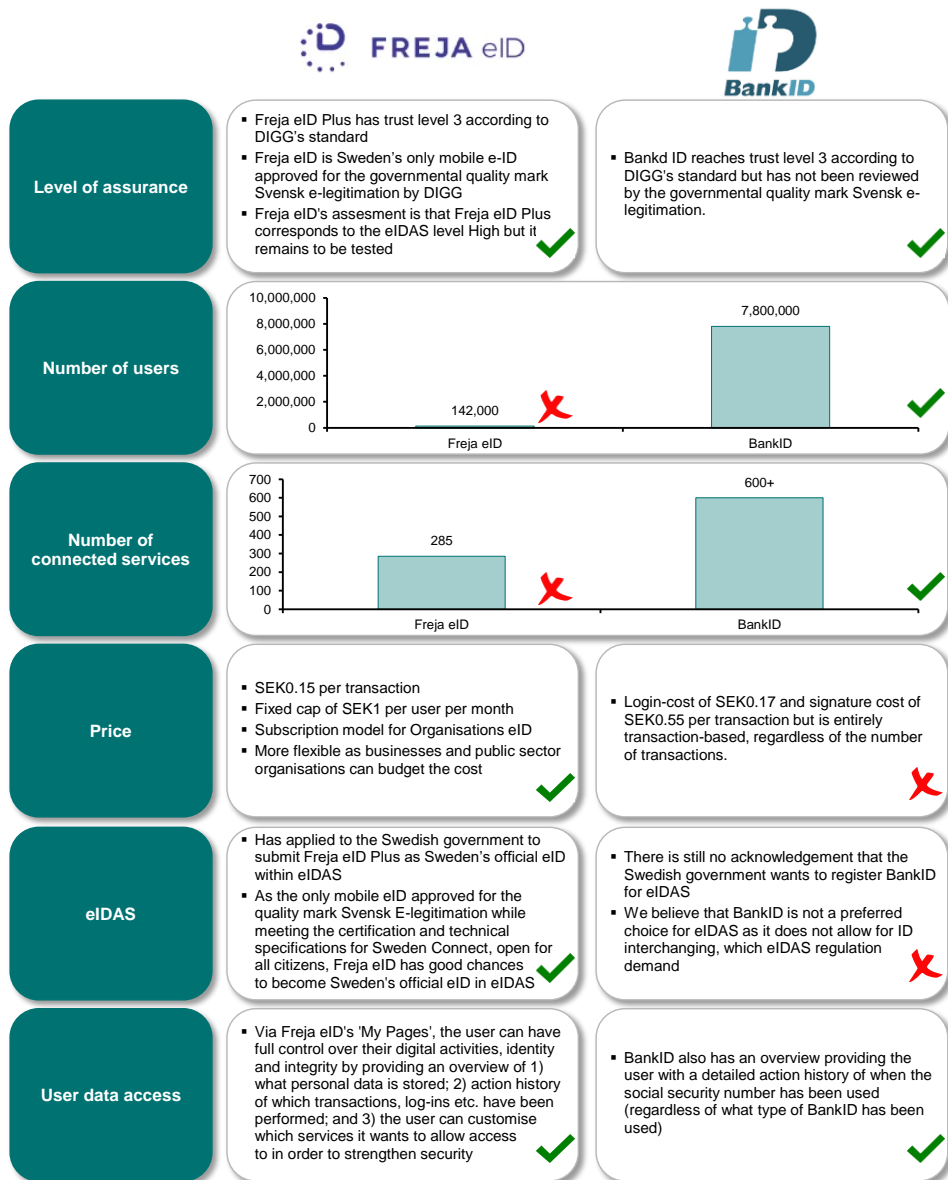 FREJA eID
BankID
Level of assurance
▪ Freja eID Plus has trust level 3 according to
DIGG's standard
▪ Freja eID is Sweden's only mobile e-ID
approved for the governmental quality mark
Svensk e-legitimation by DIGG
▪ Freja eID's assesment is that Freja eID Plus
corresponds to the eIDAS level High but it
remains to be tested
▪ Bankd ID reaches trust level 3 according to
DIGG's standard but has not been reviewed
by the governmental quality mark Svensk e-
legitimation.
Number of users
10,000,000
8,000,000
6,000,000
4,000,000
2,000,000
0
142,000
7,800,000
Freja eID
BankID
Number of
connected services
700
600
500
400
300
200
100
0
285
600+
Freja eID
BankID
Price
▪ SEK0.15 per transaction
▪ Fixed cap of SEK1 per user per month
▪ Subscription model for Organisations eID
▪ More flexible as businesses and public sector
organisations can budget the cost
▪ Login-cost of SEK0.17 and signature cost of
SEK0.55 per transaction but is entirely
transaction-based, regardless of the number
of transactions.
eIDAS
▪ Has applied to the Swedish government to
submit Freja eID Plus as Sweden's official eID
within eIDAS
▪ As the only mobile eID approved for the
quality mark Svensk E-legitimation while
meeting the certification and technical
specifications for Sweden Connect, open for
all citizens, Freja eID has good chances
to become Sweden's official eID in eIDAS
▪ There is still no acknowledgement that the
Swedish government wants to register BankID
for eIDAS
▪ We believe that BankID is not a preferred
choice for eIDAS as it does not allow for ID
interchanging, which eIDAS regulation
demand
User data access
▪ Via Freja eID's 'My Pages', the user can have
full control over their digital activities, identity
and integrity by providing an overview of 1)
what personal data is stored; 2) action history
of which transactions, log-ins etc. have been
performed; and 3) the user can customise
which services it wants to allow access
to in order to strengthen security
▪ BankID also has an overview providing the
user with a detailed action history of when the
social security number has been used
(regardless of what type of BankID has been
used)